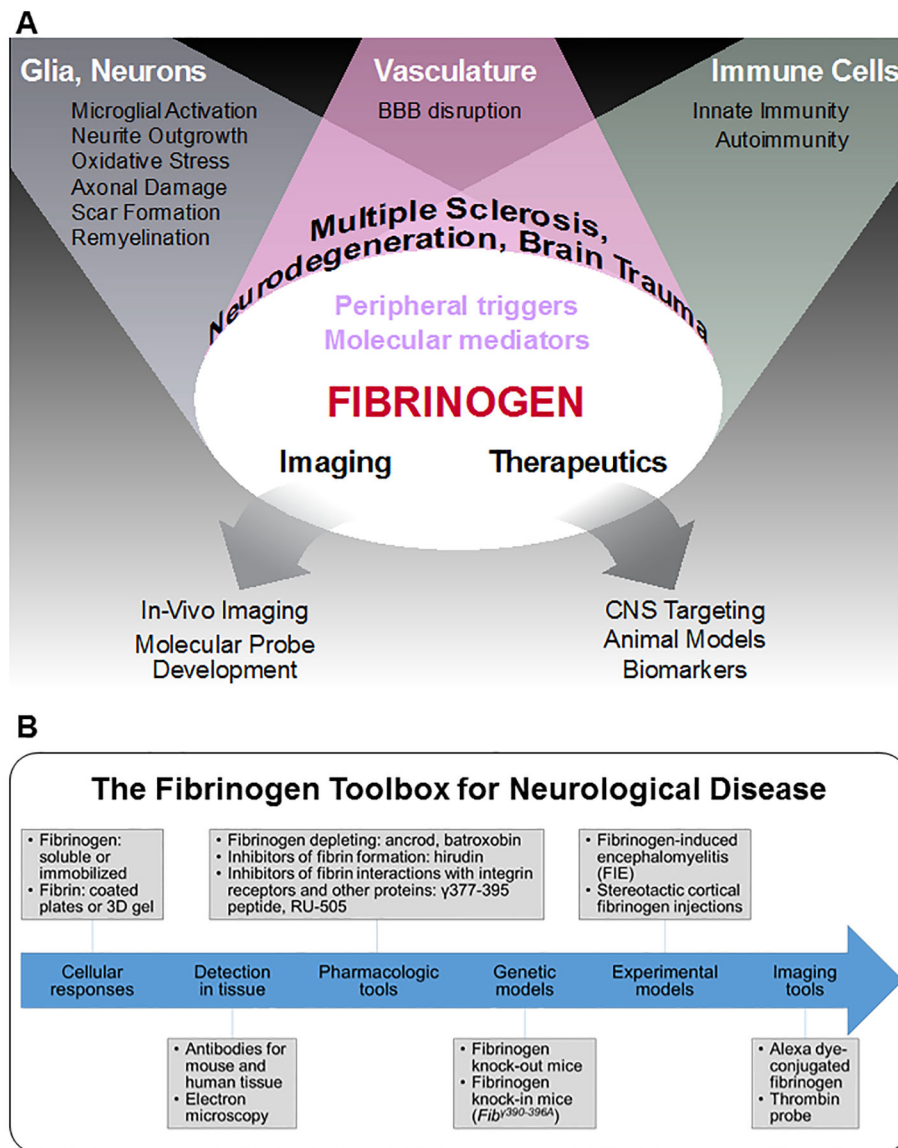 A
Glia, Neurons
Microglial Activation
Neurite Outgrowth
Oxidative Stress
Axonal Damage
Scar Formation
Remyelination
Vasculature
BBB disruption
Immune Cells
Innate Immunity
Autoimmunity
Multiple Sclerosis,
Neurodegeneration, Brain Trauma
Peripheral triggers
Molecular mediators
FIBRINOGEN
Imaging
Therapeutics
In-Vivo Imaging
Molecular Probe
Development
CNS Targeting
Animal Models
Biomarkers
B
The Fibrinogen Toolbox for Neurological Disease
• Fibrinogen:
soluble or
immobilized
• Fibrin: coated
plates or 3D gel
• Fibrinogen depleting: ancrod, batroxobin
• Inhibitors of fibrin formation: hirudin
• Inhibitors of fibrin interactions with integrin
receptors and other proteins: γ377-395
peptide, RU-505
• Fibrinogen-induced
encephalomyelitis
(FIE)
• Stereotactic cortical
fibrinogen injections
Cellular
responses
Detection
in tissue
Pharmacologic
tools
Genetic
models
Experimental
models
Imaging
tools
• Antibodies for
mouse and
human tissue
• Electron
microscopy
• Fibrinogen
knock-out mice
• Fibrinogen
knock-in mice
(Fibγ390-396A)
• Alexa dye-
conjugated
fibrinogen
• Thrombin
probe